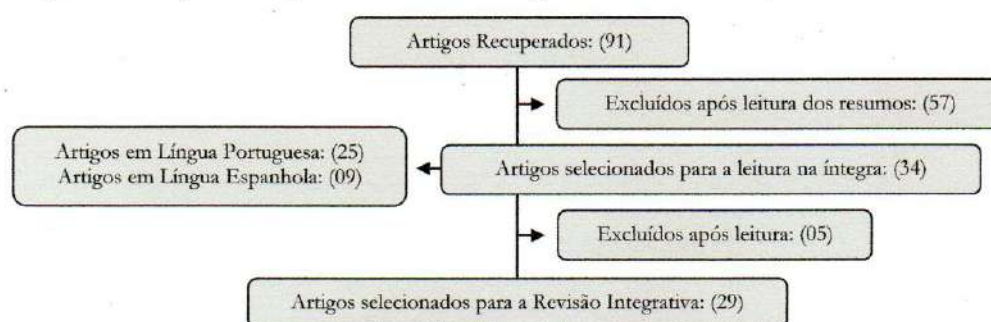 Artigos Recuperados: (91)
Excluídos após leitura dos resumos: (57)
Artigos em Língua Portuguesa: (25)
Artigos em Língua Espanhola: (09)
Artigos selecionados para a leitura na íntegra: (34)
Excluídos após leitura: (05)
Artigos selecionados para a Revisão Integrativa: (29)